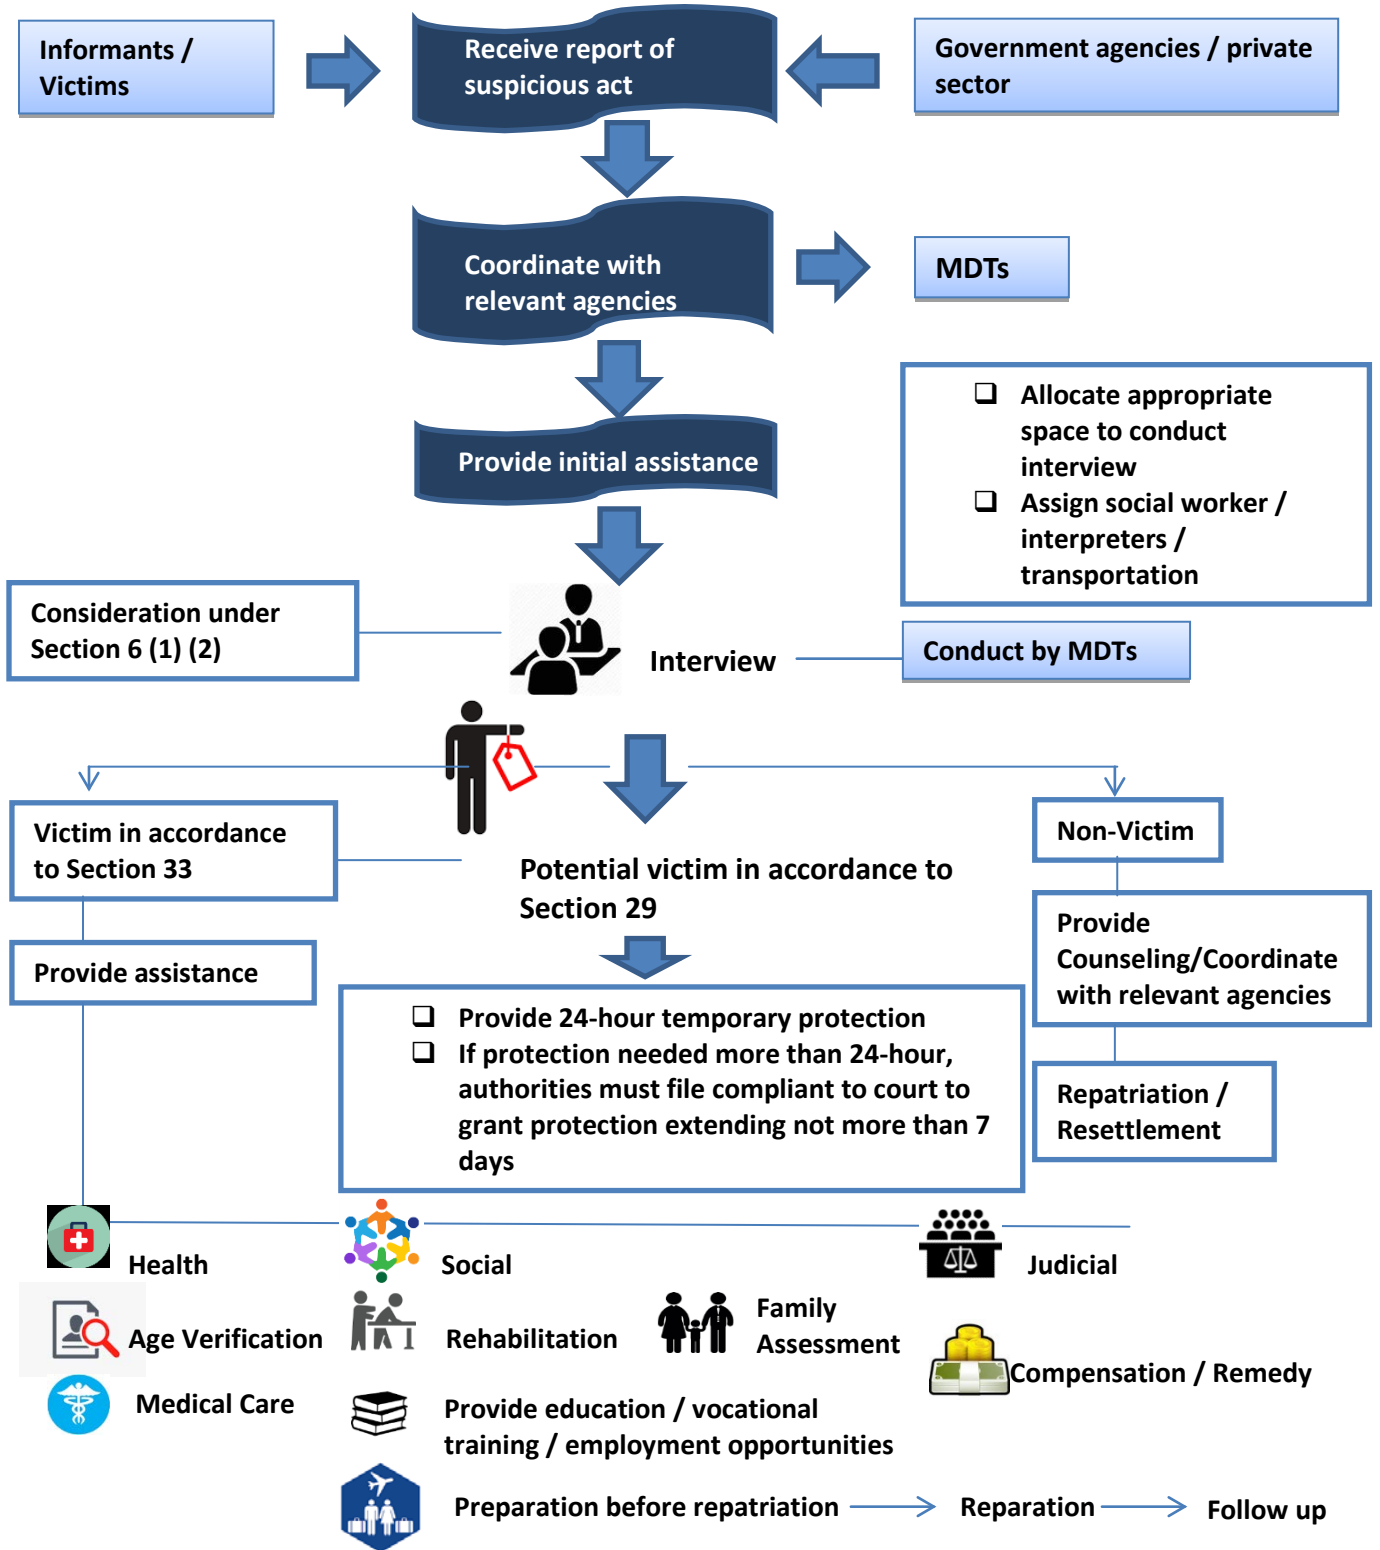 Informants /
Victims
Receive report of
suspicious act
Government agencies / private
sector
Coordinate with
relevant agencies
MDTs
Provide initial assistance
Allocate appropriate
space to conduct
interview
Assign social worker /
interpreters /
transportation
Consideration under
Section 6 (1) (2)
Interview
Conduct by MDTs
Victim in accordance
to Section 33
Potential victim in accordance to
Section 29
Non-Victim
Provide assistance
Provide
Counseling/Coordinate
with relevant agencies
Provide 24-hour temporary protection
If protection needed more than 24-hour,
authorities must file compliant to court to
grant protection extending not more than 7
days
Repatriation /
Resettlement
Health
Social
Judicial
Age Verification
Rehabilitation
Family
Assessment
Compensation / Remedy
Medical Care
Provide education / vocational
training / employment opportunities
Preparation before repatriation
Reparation
Follow up